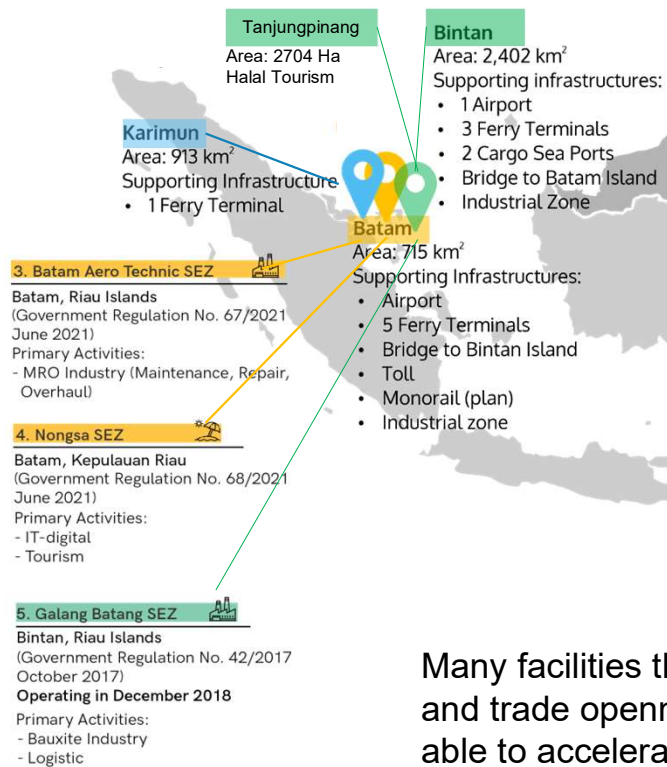 Tanjungpinang
Area: 2704 Ha
Halal Tourism
Bintan
Area: 2,402 km²
Supporting infrastructures:
• 1 Airport
• 3 Ferry Terminals
• 2 Cargo Sea Ports
• Bridge to Batam Island
• Industrial Zone
Karimun
Area: 913 km²
Supporting Infrastructure
• 1 Ferry Terminal
Batam
Area: 715 km²
Supporting Infrastructures:
• Airport
• 5 Ferry Terminals
• Bridge to Bintan Island
• Toll
• Monorail (plan)
• Industrial zone
3. Batam Aero Technic SEZ
Batam, Riau Islands
(Government Regulation No. 67/2021
June 2021)
Primary Activities:
- MRO Industry (Maintenance, Repair,
Overhaul)
4. Nongsa SEZ
Batam, Kepulauan Riau
(Government Regulation No. 68/2021
June 2021)
Primary Activities:
- IT-digital
- Tourism
5. Galang Batang SEZ
Bintan, Riau Islands
(Government Regulation No. 42/2017
October 2017)
Operating in December 2018
Primary Activities:
- Bauxite Industry
- Logistic
Many facilities
and trade
able to